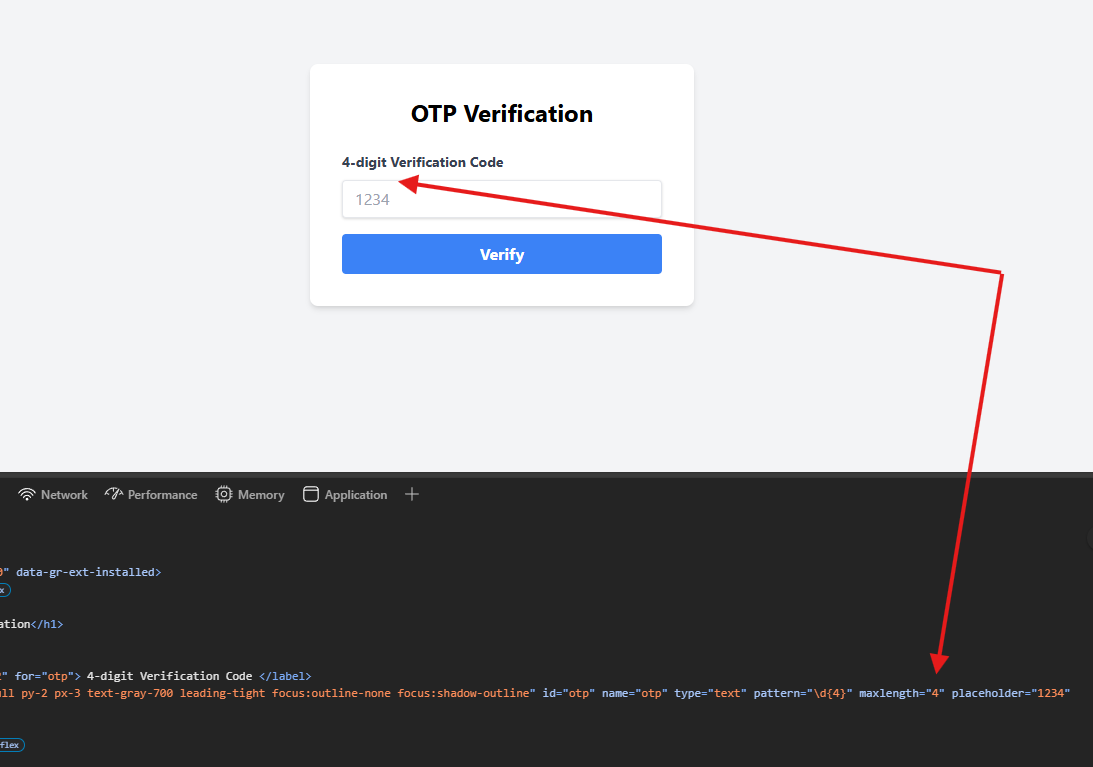 OTP Verification
4-digit Verification Code
1234
Verify
Network Performance Memory Application
" data-gr-ext-installed>
ation</h1>
" for="otp"> 4-digit Verification Code </label>
ull py-2 px-3 text-gray-700 leading-tight focus:outline-none focus:shadow-outline" id="otp" name="otp" type="text" pattern="\d{4}" maxlength="4" placeholder="1234"
flex